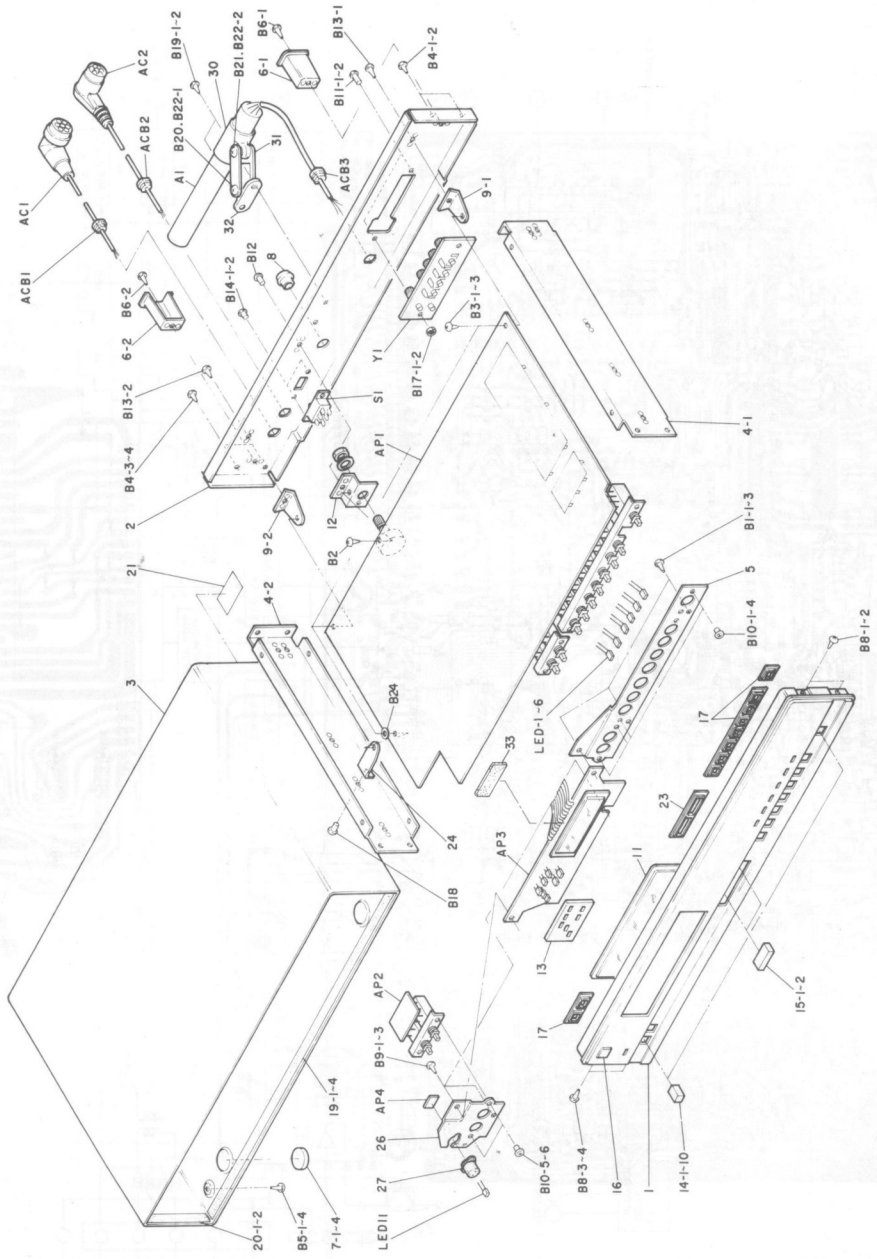 AC1
AC2
ACB1
ACB2
B19-1-2
A1
30
B20.B22-1
B21.B22-2
B6-1
6-1
B13-1
B11-1-2
B4-1-2
31
32
ACB3
B6-2
6-2
B14-1-2
B12
8
B13-2
B4-3~4
2
9-1
Y1
S1
B17-1-2
B3-1~3
9-2
12
B2
AP1
4-1
21
4-2
3
B24
24
B18
33
LED-1~6
B1-1-3
5
B10-1-4
B8-1-2
17
23
AP3
11
13
17
15-1-2
AP2
B9-1-3
AP4
26
27
LED11
B10-5-6
B8-3~4
16
1
14-1~10
19-1~4
20-1-2
B5-1~4
7-1-4